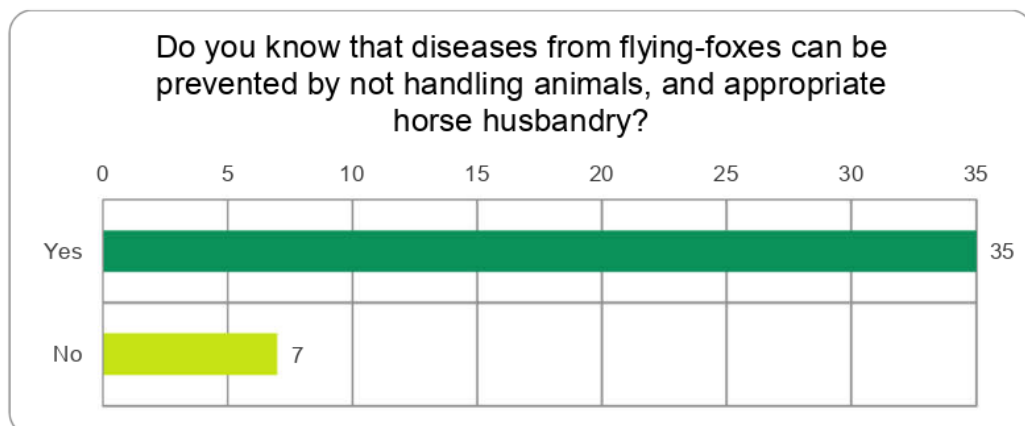 Do you know that diseases from flying-foxes can be
prevented by not handling animals, and appropriate
horse husbandry?
0 5 10 15 20 25 30 35
Yes 35
No 7